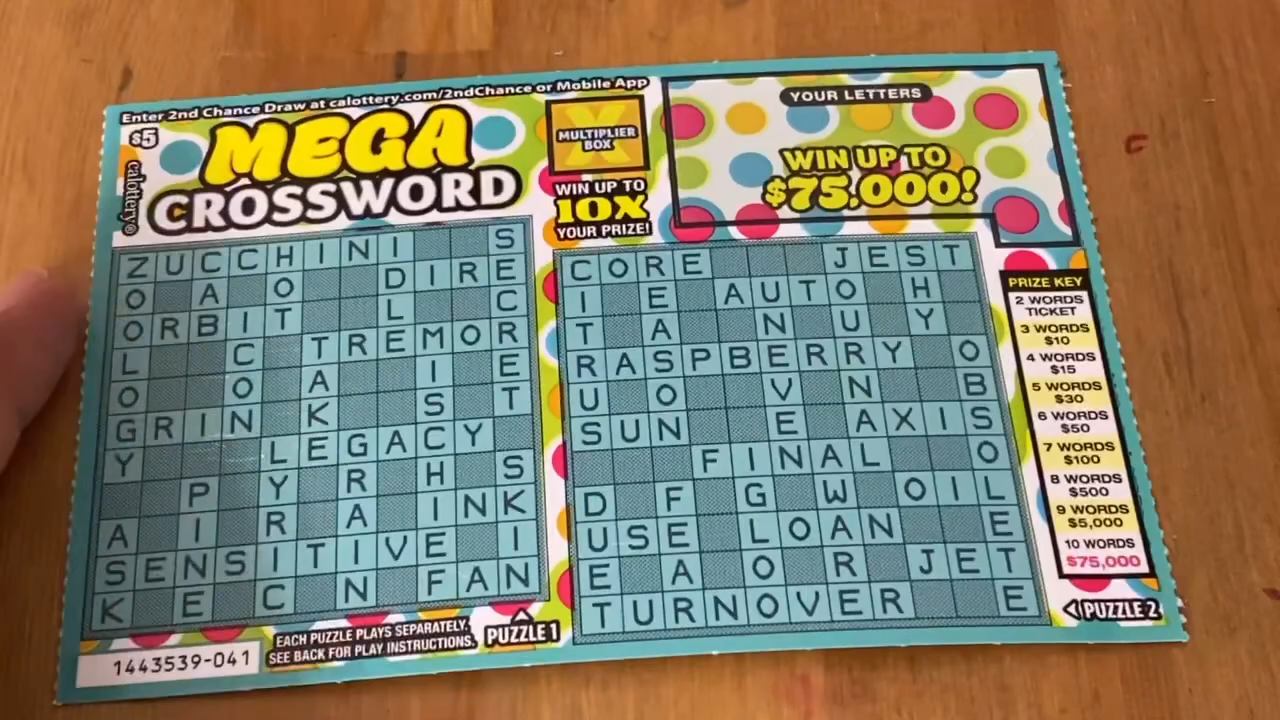 Enter 2nd Chance Draw at calottery.com/2ndChance or Mobile App
$5
calottery®
MEGA
CROSSWORD
X
MULTIPLIER
BOX
WIN UP TO
10X
YOUR PRIZE!
YOUR LETTERS
WIN UP TO
$75,000!
ZUCCHINI S
O A O DIRE
ORBIT L C
L C TREMOR
O O A I E
GRIN K S T
Y LEGACY
P Y R H S
A I R A INK
SENSITIVE I
K E C N FAN
CORE JEST
I E AUTO H
T A N U Y
RASPBERRY O
U O V N B
SUN E AXIS
FINAL O
D F G W OIL
USE LOAN E
E A O R JET
TURNOVER E
PRIZE KEY
2 WORDS
TICKET
3 WORDS
$10
4 WORDS
$15
5 WORDS
$30
6 WORDS
$50
7 WORDS
$100
8 WORDS
$500
9 WORDS
$5,000
10 WORDS
$75,000
1443539-041
EACH PUZZLE PLAYS SEPARATELY.
SEE BACK FOR PLAY INSTRUCTIONS.
PUZZLE 1
PUZZLE 2